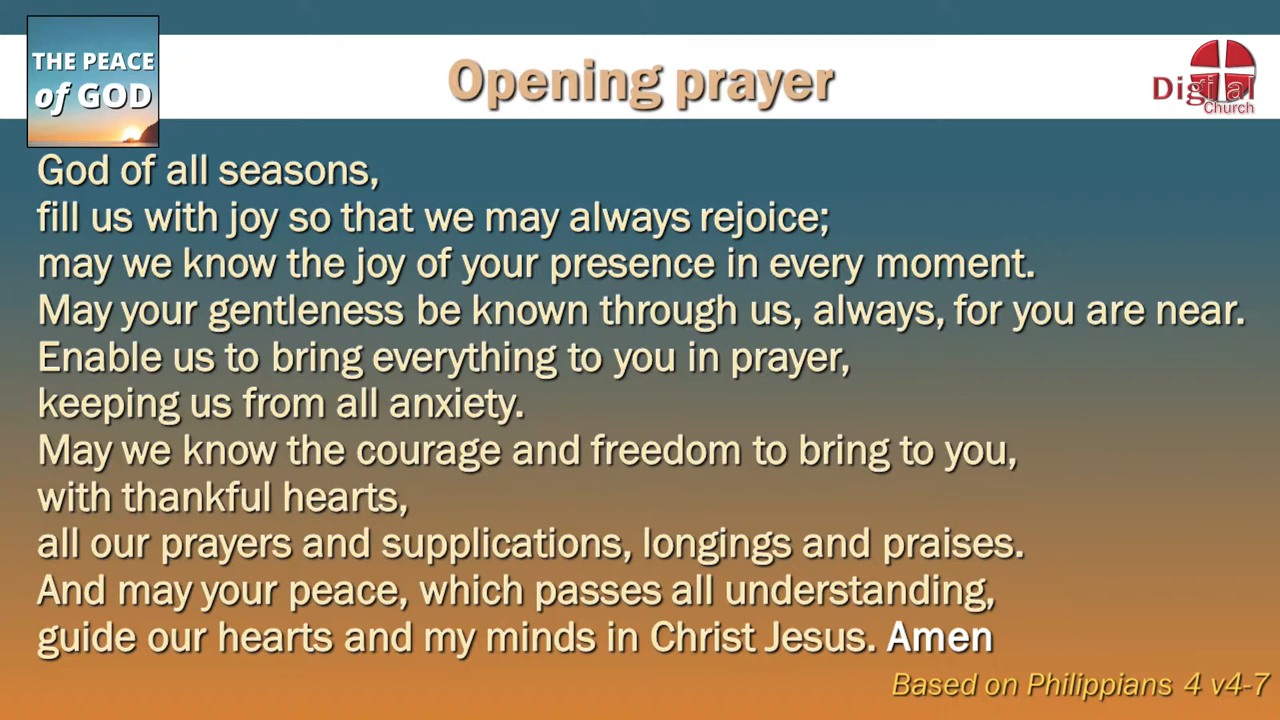 THE PEACE
of GOD
Opening prayer
Digital
Church
God of all seasons,
fill us with joy so that we may always rejoice;
may we know the joy of your presence in every moment.
May your gentleness be known through us, always, for you are near.
Enable us to bring everything to you in prayer,
keeping us from all anxiety.
May we know the courage and freedom to bring to you,
with thankful hearts,
all our prayers and supplications, longings and praises.
And may your peace, which passes all understanding,
guide our hearts and my minds in Christ Jesus. Amen
Based on Philippians 4 v4-7